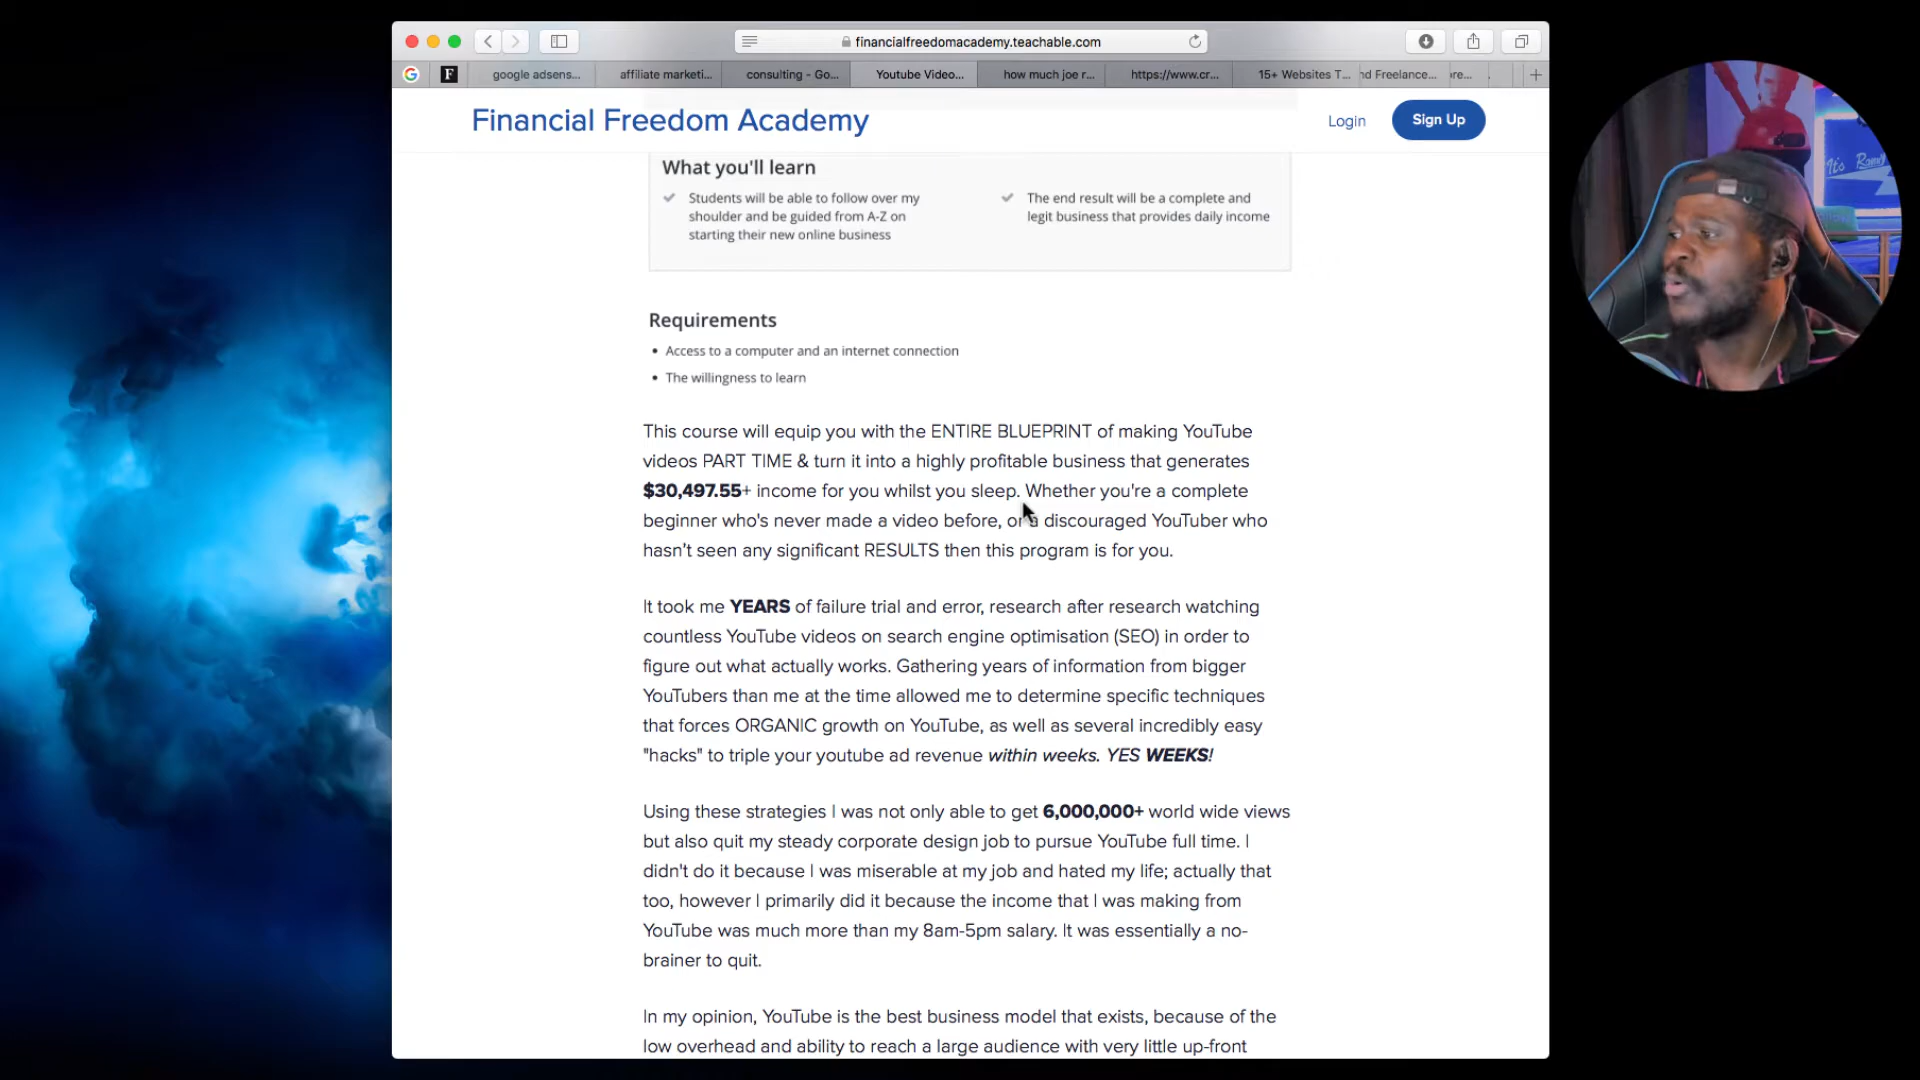 financialfreedomacademy.teachable.com
google adsens...
affiliate marketi...
consulting - Go...
Youtube Video...
how much joe r...
https://www.cr...
15+ Websites T...
nd Freelance...
Financial Freedom Academy
Login
Sign Up
What you'll learn
Students will be able to follow over my
shoulder and be guided from A-Z on
starting their new online business
The end result will be a complete and
legit business that provides daily income
Requirements
• Access to a computer and an internet connection
• The willingness to learn
This course will equip you with the ENTIRE BLUEPRINT of making YouTube
videos PART TIME & turn it into a highly profitable business that generates
$30,497.55+ income for you whilst you sleep. Whether you're a complete
beginner who's never made a video before, or a discouraged YouTuber who
hasn't seen any significant RESULTS then this program is for you.
It took me YEARS of failure trial and error, research after research watching
countless YouTube videos on search engine optimisation (SEO) in order to
figure out what actually works. Gathering years of information from bigger
YouTubers than me at the time allowed me to determine specific techniques
that forces ORGANIC growth on YouTube, as well as several incredibly easy
"hacks" to triple your youtube ad revenue within weeks. YES WEEKS!
Using these strategies I was not only able to get 6,000,000+ world wide views
but also quit my steady corporate design job to pursue YouTube full time. I
didn't do it because I was miserable at my job and hated my life; actually that
too, however I primarily did it because the income that I was making from
YouTube was much more than my 8am-5pm salary. It was essentially a no-
brainer to quit.
In my opinion, YouTube is the best business model that exists, because of the
low overhead and ability to reach a large audience with very little up-front